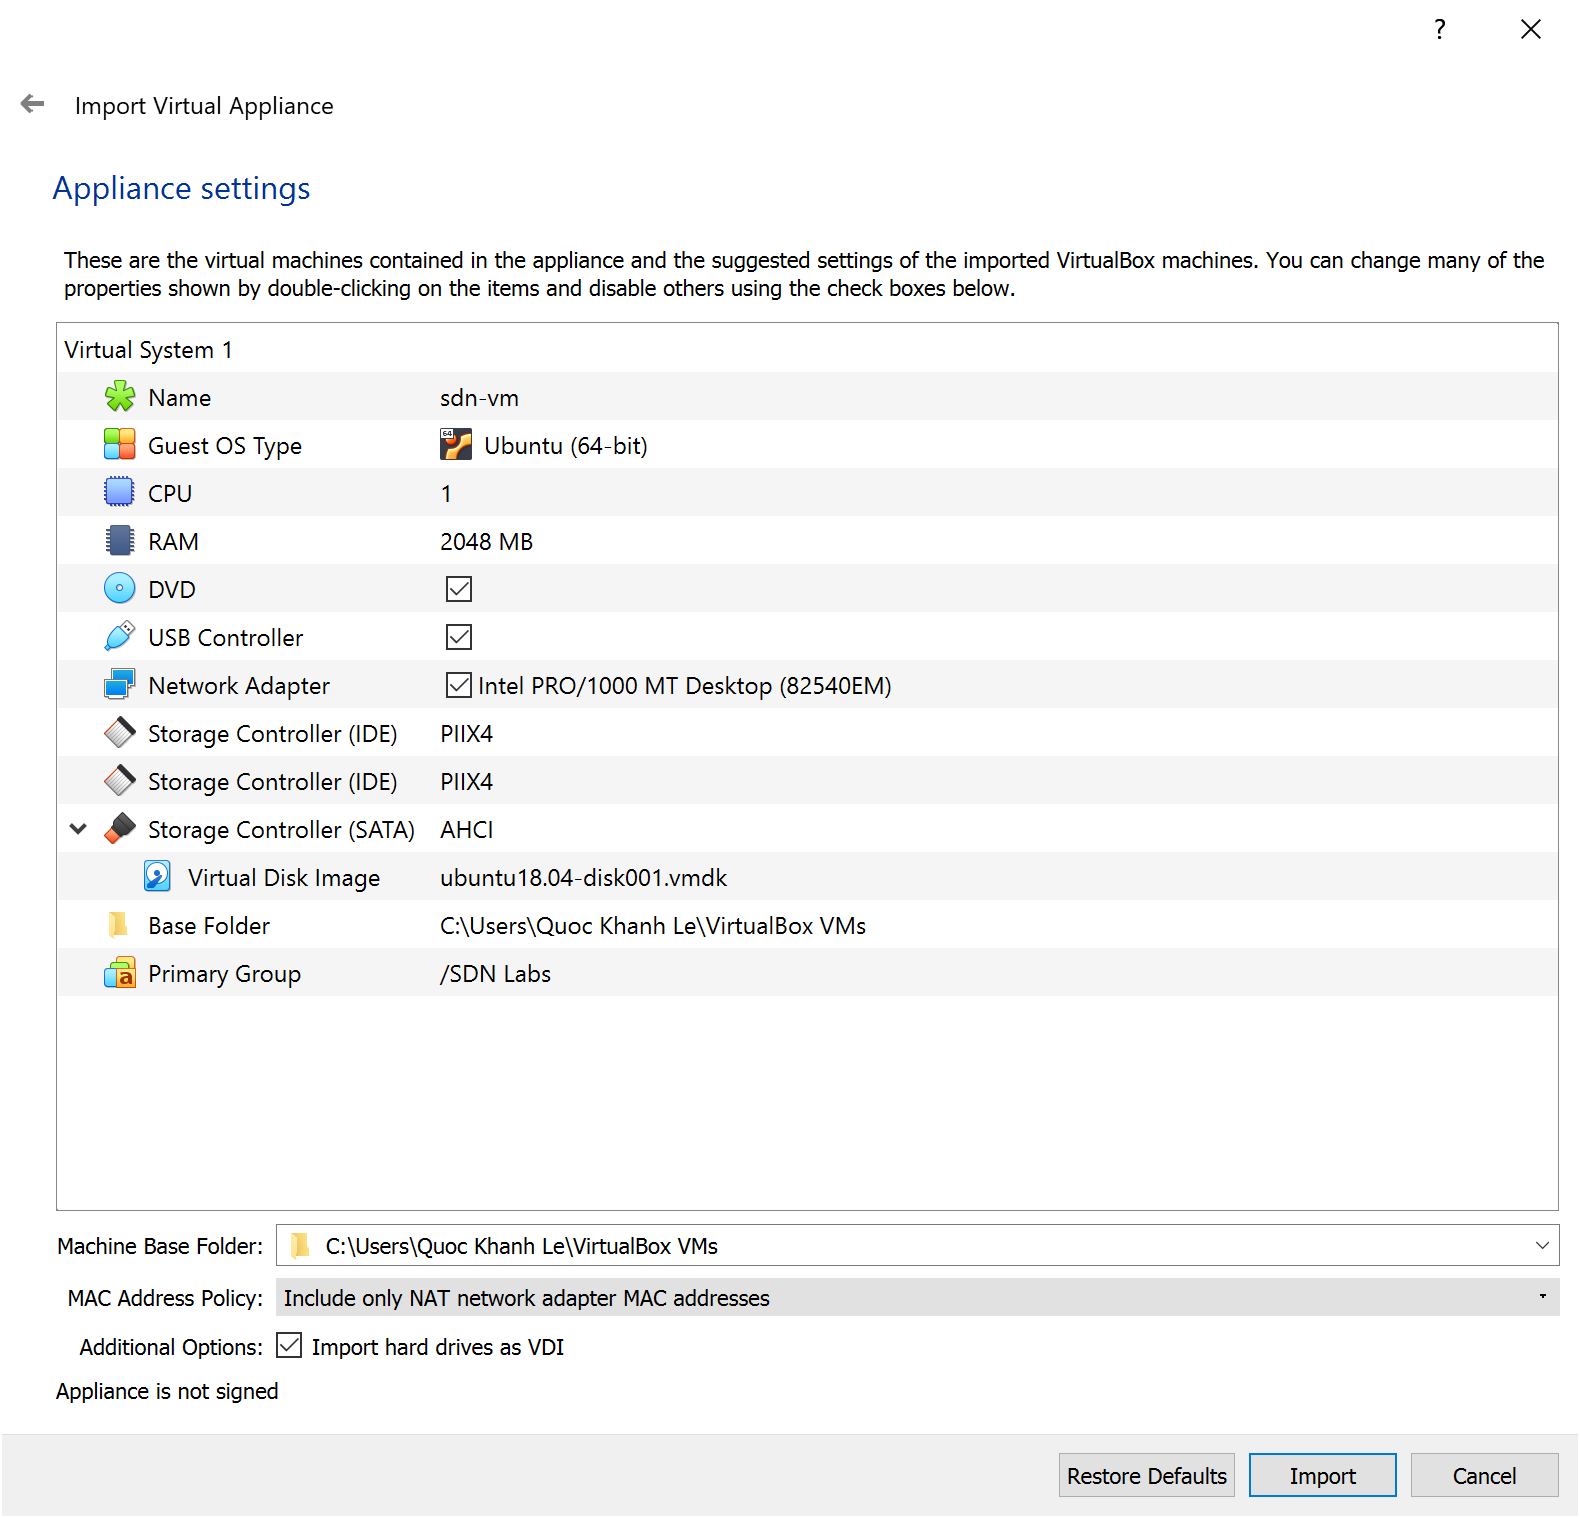 ?
Import Virtual Appliance
Appliance settings
These are the virtual machines contained in the appliance and the suggested settings of the imported VirtualBox machines. You can change many of the
properties shown by double-clicking on the items and disable others using the check boxes below.
Virtual System 1
Name sdn-vm
Guest OS Type 64 Ubuntu (64-bit)
CPU 1
RAM 2048 MB
DVD
USB Controller
Network Adapter Intel PRO/1000 MT Desktop (82540EM)
Storage Controller (IDE) PIIX4
Storage Controller (IDE) PIIX4
Storage Controller (SATA) AHCI
Virtual Disk Image ubuntu18.04-disk001.vmdk
Base Folder C:\Users\Quoc Khanh Le\VirtualBox VMs
a Primary Group /SDN Labs
Machine Base Folder: C:\Users\Quoc Khanh Le\VirtualBox VMs
MAC Address Policy: Include only NAT network adapter MAC addresses
Additional Options: Import hard drives as VDI
Appliance is not signed
Restore Defaults Import Cancel